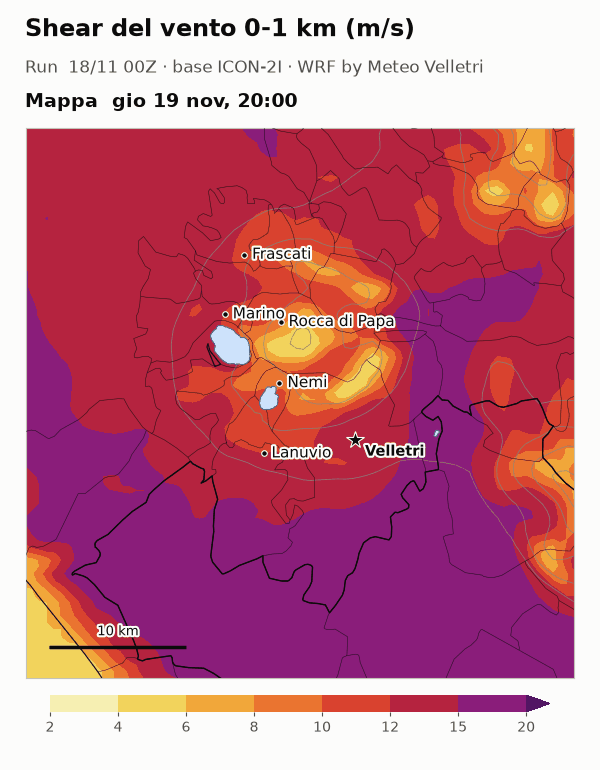 Shear del vento 0-1 km (m/s)
Run  18/11 00Z · base ICON-2I · WRF by Meteo Velletri
Mappa  gio 19 nov, 20:00
Frascati
Marino
Rocca di Papa
Nemi
Velletri
Lanuvio
10 km
2 4 6 8 10 12 15 20